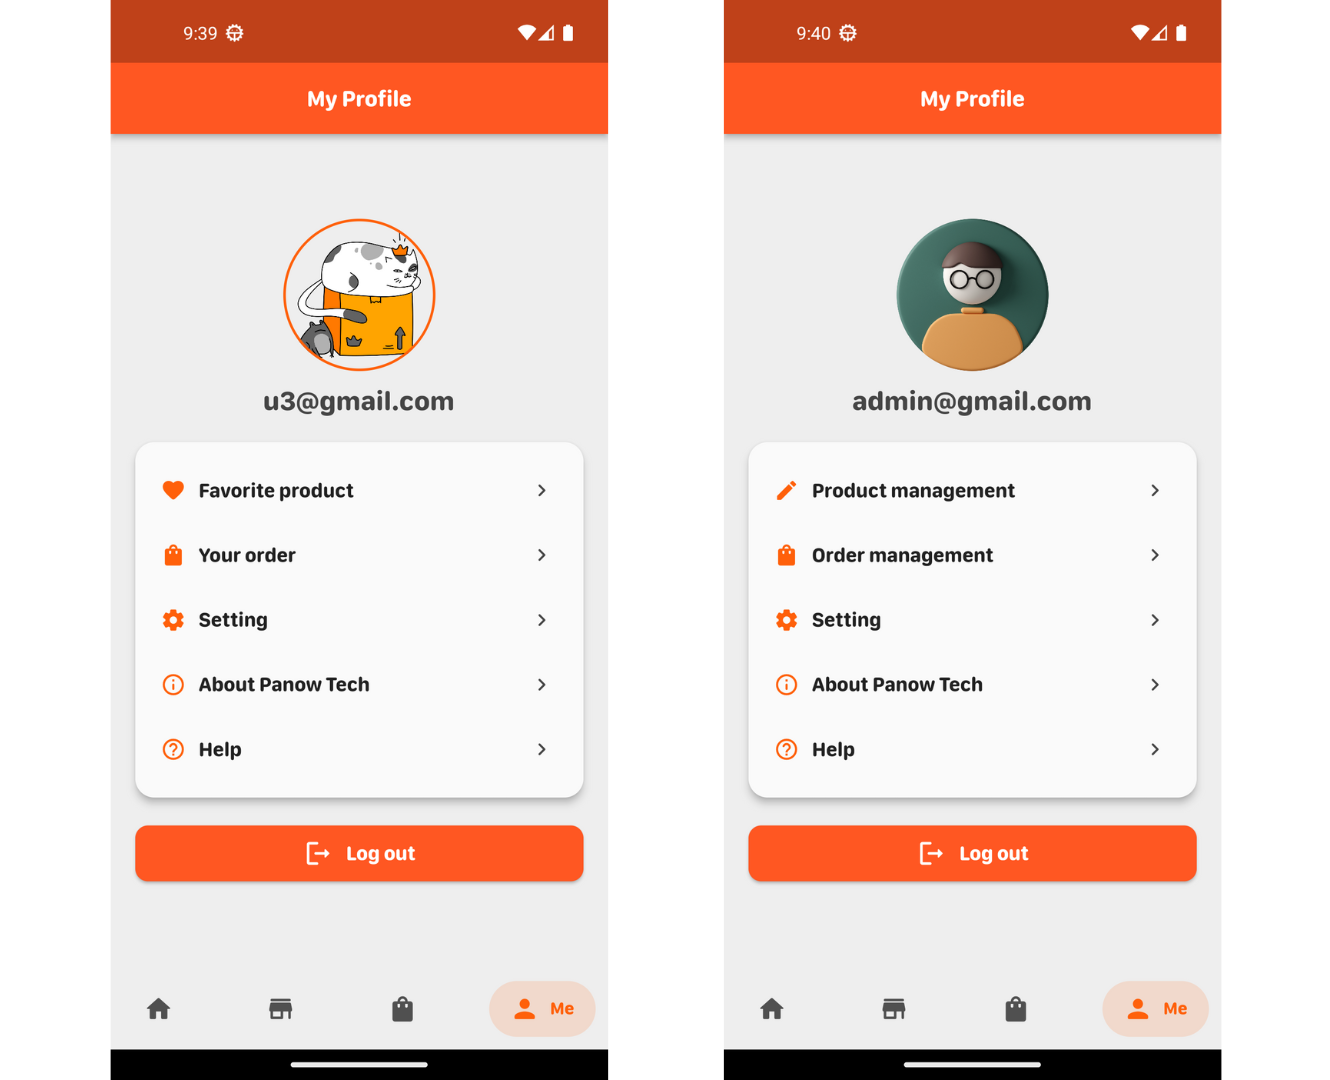 9:39
My Profile
u3@gmail.com
Favorite product
Your order
Setting
About Panow Tech
Help
Log out
Me
9:40
My Profile
admin@gmail.com
Product management
Order management
Setting
About Panow Tech
Help
Log out
Me